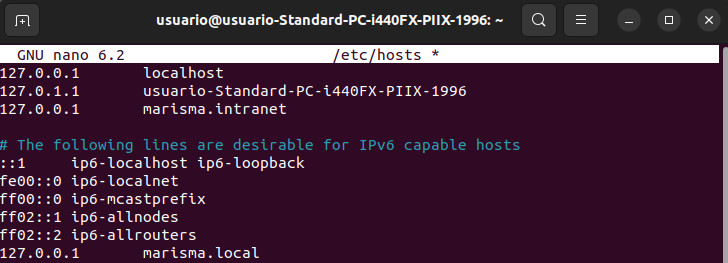 usuario@usuario-Standard-PC-i440FX-PIIX-1996: ~
GNU nano 6.2 /etc/hosts *
127.0.0.1 localhost
127.0.1.1 usuario-Standard-PC-i440FX-PIIX-1996
127.0.0.1 marisma.intranet
# The following lines are desirable for IPv6 capable hosts
::1 ip6-localhost ip6-loopback
fe00::0 ip6-localnet
ff00::0 ip6-mcastprefix
ff02::1 ip6-allnodes
ff02::2 ip6-allrouters
127.0.0.1 marisma.local